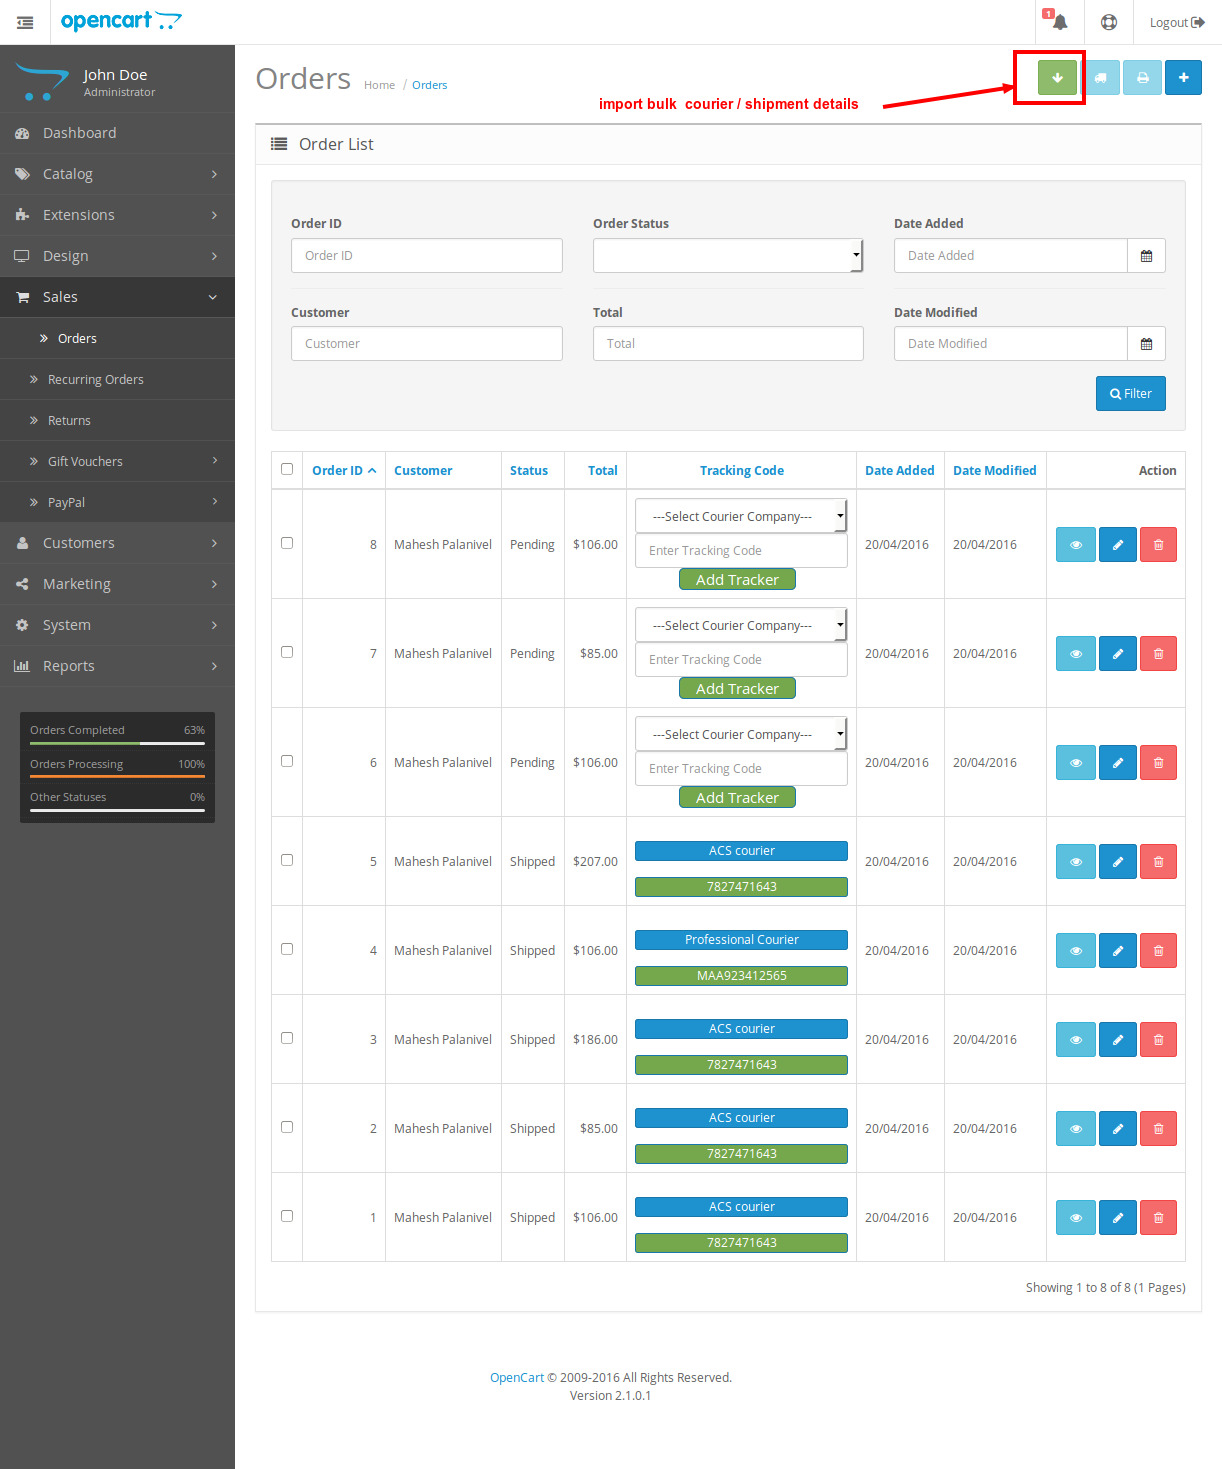 opencart
1
Logout
John Doe
Administrator
Dashboard
Catalog
Extensions
Design
Sales
Orders
Recurring Orders
Returns
Gift Vouchers
PayPal
Customers
Marketing
System
Reports
Orders Completed 63%
Orders Processing 100%
Other Statuses 0%
Orders Home / Orders
import bulk courier / shipment details
Order List
Order ID Order Status Date Added
Order ID Date Added
Customer Total Date Modified
Customer Total Date Modified
Filter
Order ID Customer Status Total Tracking Code Date Added Date Modified Action
---Select Courier Company---
8 Mahesh Palanivel Pending $106.00 Enter Tracking Code 20/04/2016 20/04/2016
Add Tracker
---Select Courier Company---
7 Mahesh Palanivel Pending $85.00 Enter Tracking Code 20/04/2016 20/04/2016
Add Tracker
---Select Courier Company---
6 Mahesh Palanivel Pending $106.00 Enter Tracking Code 20/04/2016 20/04/2016
Add Tracker
ACS courier
5 Mahesh Palanivel Shipped $207.00 20/04/2016 20/04/2016
7827471643
Professional Courier
4 Mahesh Palanivel Shipped $106.00 20/04/2016 20/04/2016
MAA923412565
ACS courier
3 Mahesh Palanivel Shipped $186.00 20/04/2016 20/04/2016
7827471643
ACS courier
2 Mahesh Palanivel Shipped $85.00 20/04/2016 20/04/2016
7827471643
ACS courier
1 Mahesh Palanivel Shipped $106.00 20/04/2016 20/04/2016
7827471643
Showing 1 to 8 of 8 (1 Pages)
OpenCart © 2009-2016 All Rights Reserved.
Version 2.1.0.1